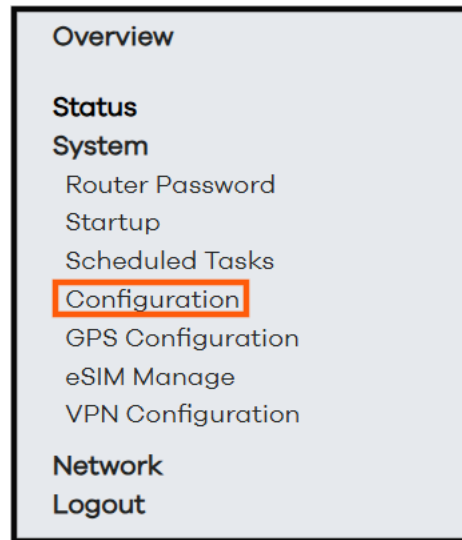 Overview
Status
System
Router Password
Startup
Scheduled Tasks
Configuration
GPS Configuration
eSIM Manage
VPN Configuration
Network
Logout